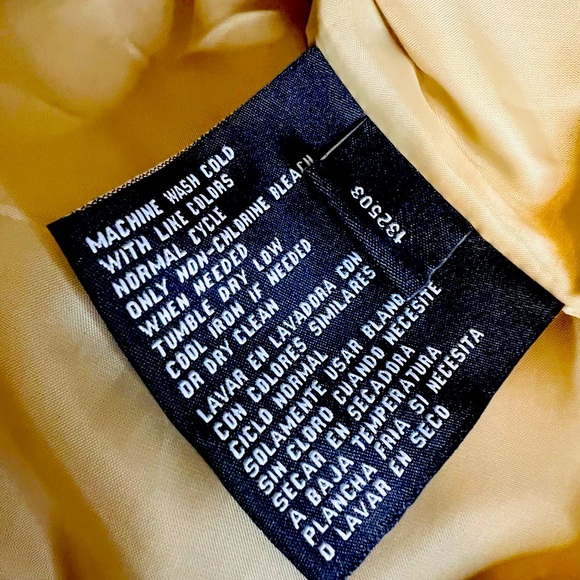 MACHINE WASH COLD
WITH LIKE COLORS
NORMAL CYCLE
ONLY NON-CHLORINE BLEACH
WHEN NEEDED
TUMBLE DRY LOW
COOL IRON IF NEEDED
OR DRY CLEAN
LAVAR EN LAVADORA CON
CON COLORES SIMILARES
CICLO NORMAL
SOLAMENTE USAR BLAND
SIN CLORO CUANDO NECESITE
SECAR EN SECADORA
A BAJA TEMPERATURA
PLANCHA FRIA SI NECESITA
O LAVAR EN SECO
132503